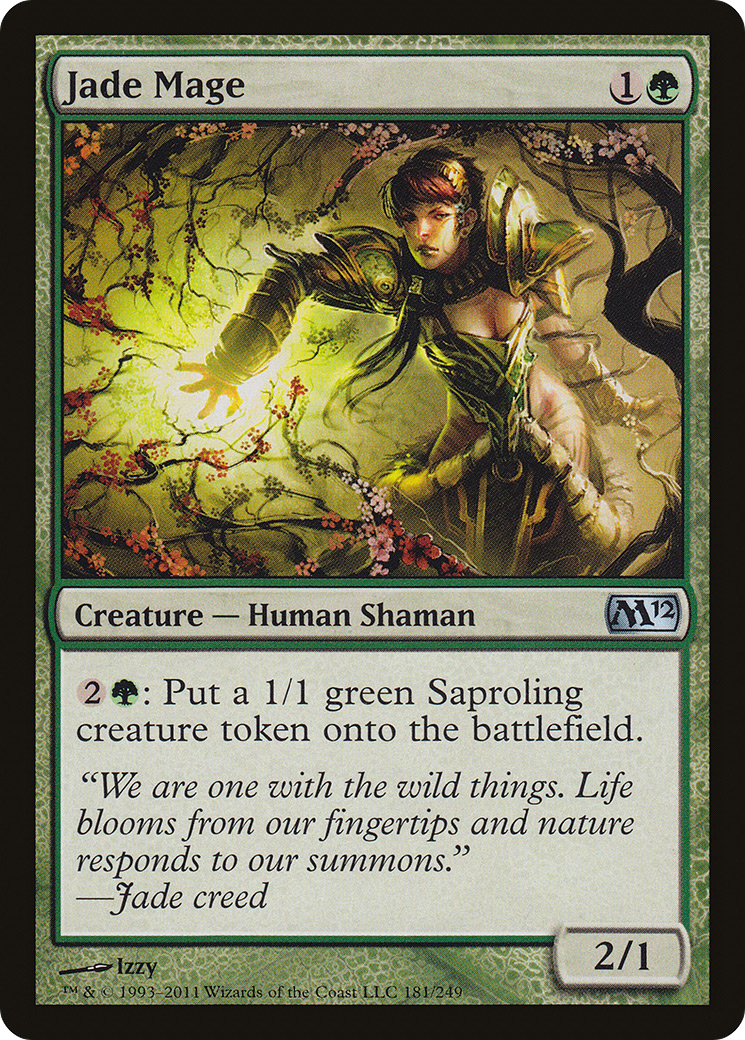 Jade Mage 1
Creature — Human Shaman M12
2 : Put a 1/1 green Saproling
creature token onto the battlefield.
“We are one with the wild things. Life
blooms from our fingertips and nature
responds to our summons.”
—Jade creed
2/1
Izzy
™ & © 1993–2011 Wizards of the Coast LLC 181/249